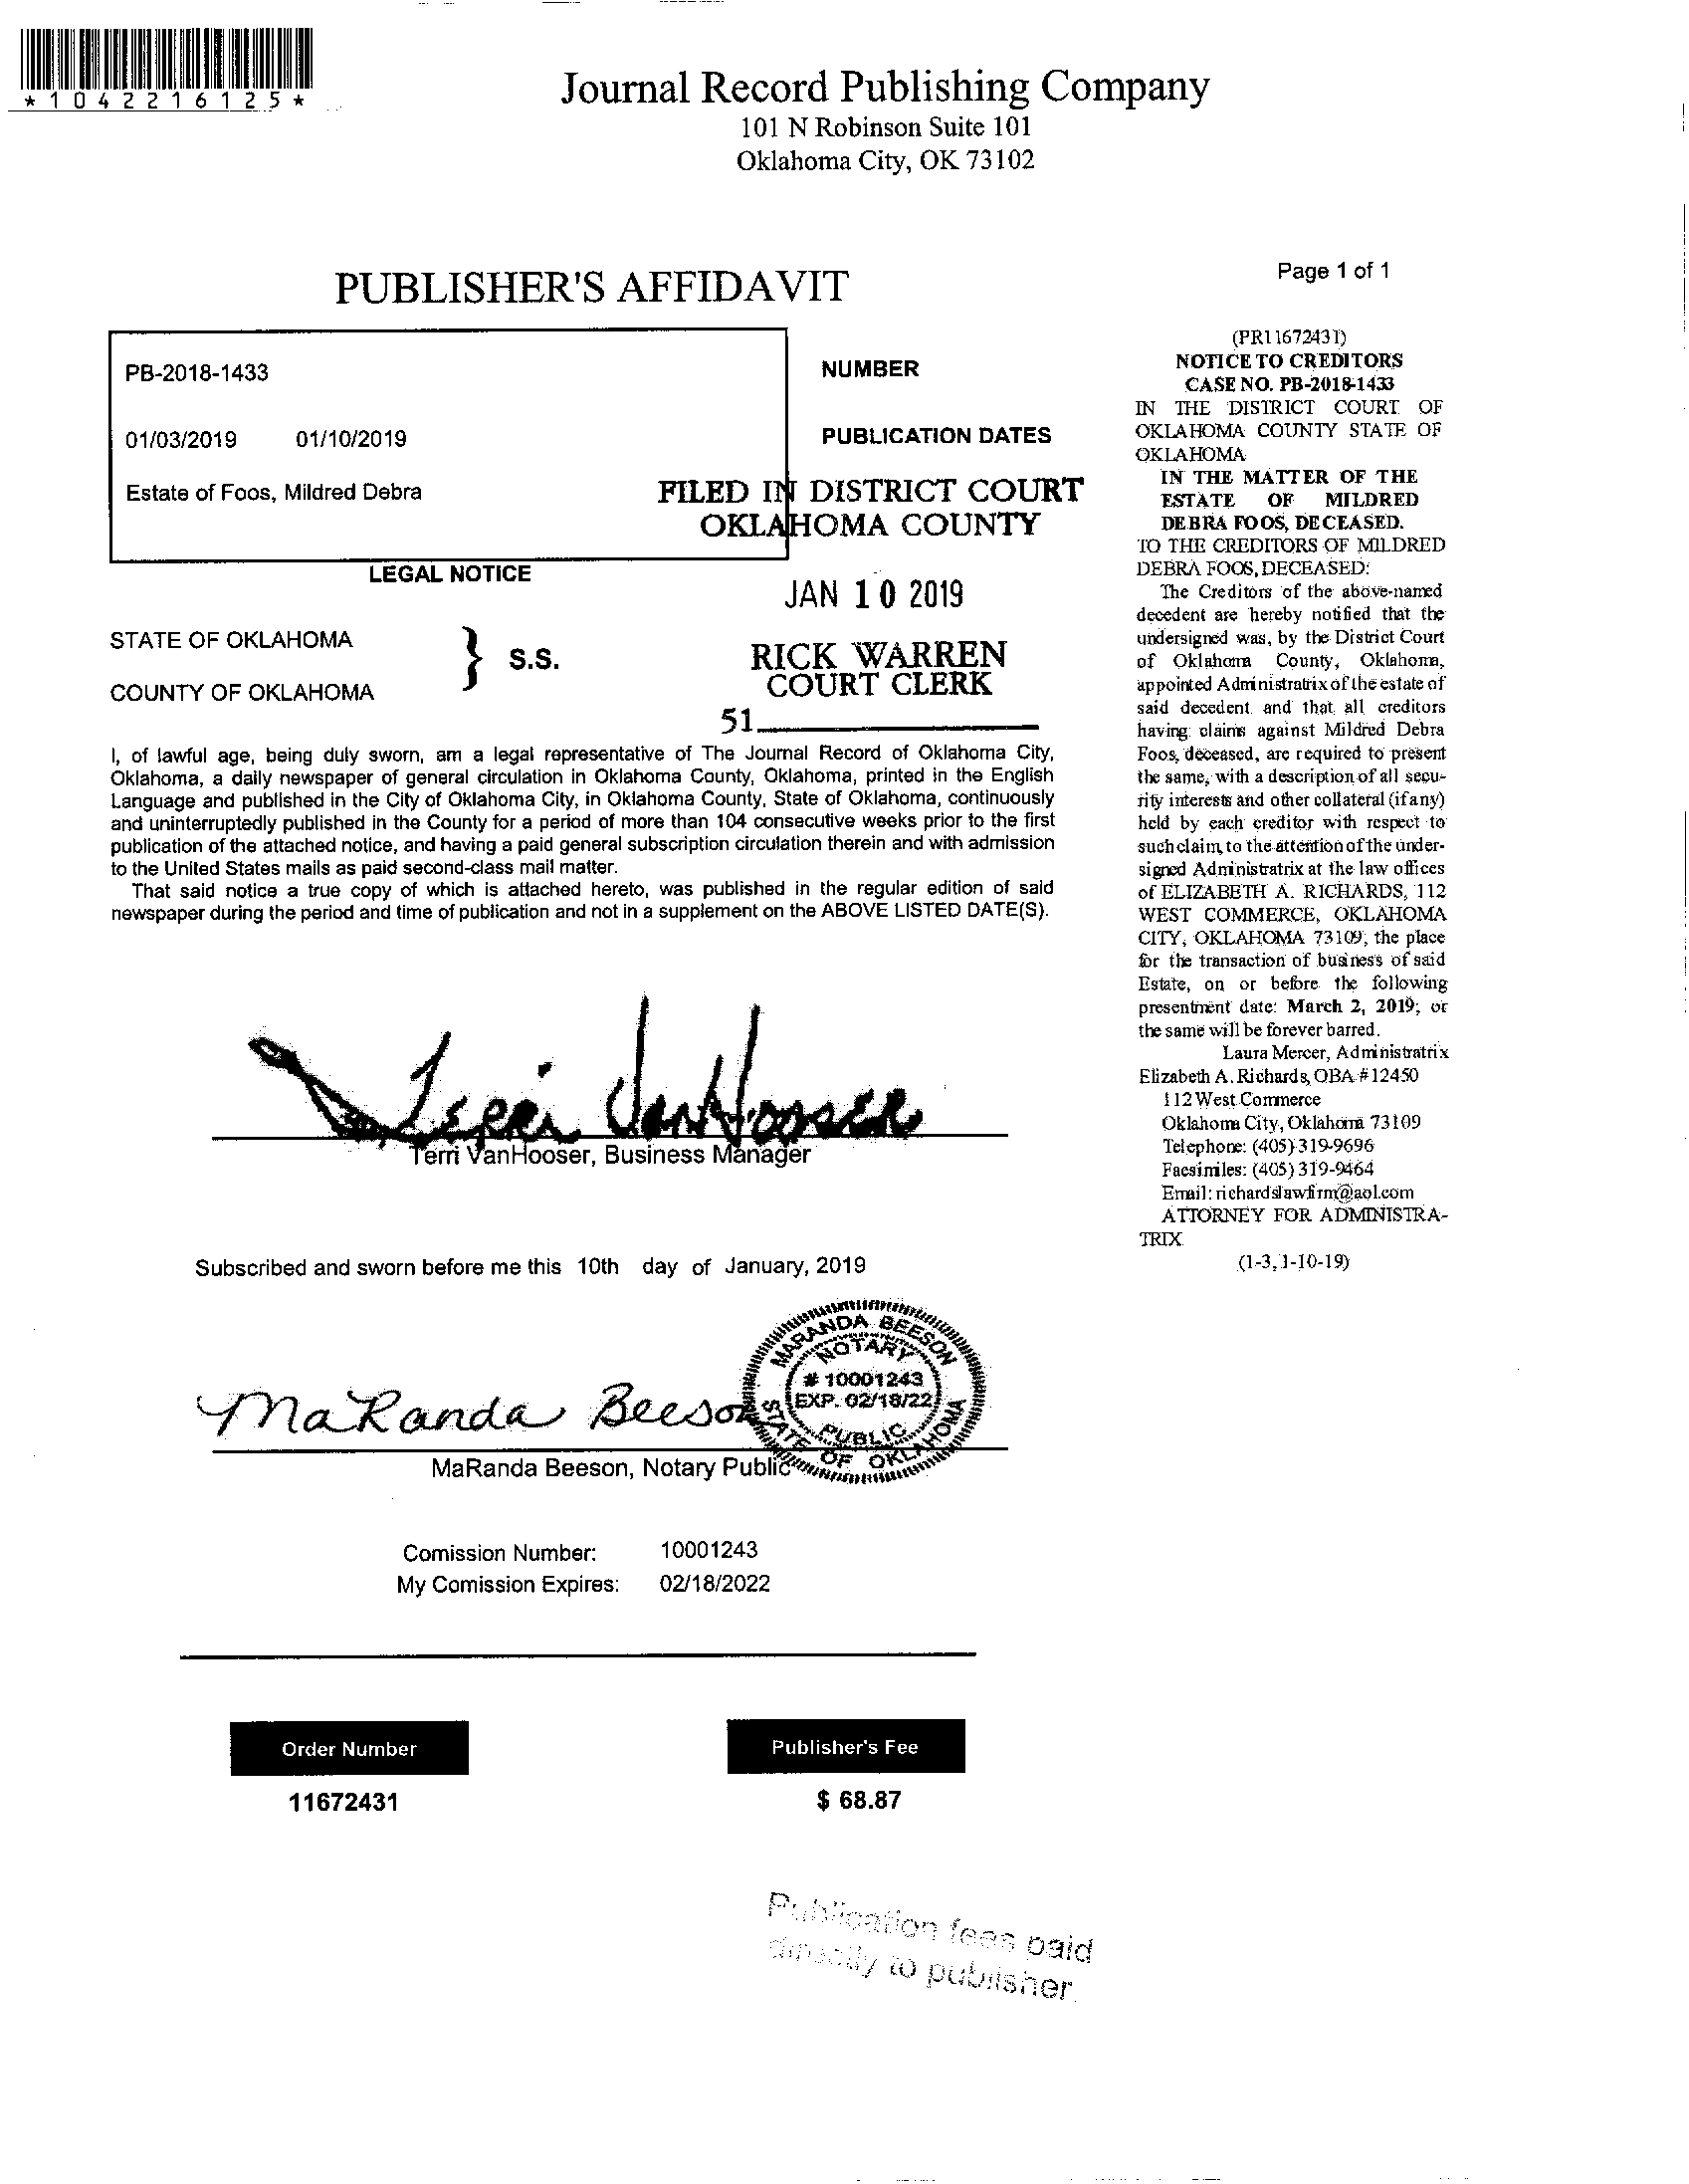 *1042216125*
Journal Record Publishing Company
101 N Robinson Suite 101
Oklahoma City, OK 73102
PUBLISHER'S AFFIDAVIT
PB-2018-1433
NUMBER
01/03/2019 01/10/2019
PUBLICATION DATES
Estate of Foos, Mildred Debra
FILED IN DISTRICT COURT
OKLAHOMA COUNTY
LEGAL NOTICE
JAN 10 2019
STATE OF OKLAHOMA
} S.S.
COUNTY OF OKLAHOMA
RICK WARREN
COURT CLERK
51
I, of lawful age, being duly sworn, am a legal representative of The Journal Record of Oklahoma City,
Oklahoma, a daily newspaper of general circulation in Oklahoma County, Oklahoma, printed in the English
Language and published in the City of Oklahoma City, in Oklahoma County, State of Oklahoma, continuously
and uninterruptedly published in the County for a period of more than 104 consecutive weeks prior to the first
publication of the attached notice, and having a paid general subscription circulation therein and with admission
to the United States mails as paid second-class mail matter.
That said notice a true copy of which is attached hereto, was published in the regular edition of said
newspaper during the period and time of publication and not in a supplement on the ABOVE LISTED DATE(S).
Terri VanHooser
Terri VanHooser, Business Manager
Subscribed and sworn before me this 10th day of January, 2019
MaRanda Beeson
MARANDA BEESON
NOTARY
# 10001243
EXP. 02/18/22
PUBLIC
STATE OF OKLAHOMA
MaRanda Beeson, Notary Public
Comission Number: 10001243
My Comission Expires: 02/18/2022
Order Number
Publisher's Fee
11672431
$ 68.87
Publication fees paid
directly to publisher.
Page 1 of 1
(PR11672431)
NOTICE TO CREDITORS
CASE NO. PB-2018-1433
IN THE DISTRICT COURT OF
OKLAHOMA COUNTY STATE OF
OKLAHOMA
IN THE MATTER OF THE
ESTATE OF MILDRED
DEBRA FOOS, DECEASED.
TO THE CREDITORS OF MILDRED
DEBRA FOOS, DECEASED:
The Creditors of the above-named
decedent are hereby notified that the
undersigned was, by the District Court
of Oklahoma County, Oklahoma,
appointed Administratrix of the estate of
said decedent and that all creditors
having claims against Mildred Debra
Foos, deceased, are required to present
the same, with a description of all secu-
rity interests and other collateral (if any)
held by each creditor with respect to
such claim, to the attention of the under-
signed Administratrix at the law offices
of ELIZABETH A. RICHARDS, 112
WEST COMMERCE, OKLAHOMA
CITY, OKLAHOMA 73109, the place
for the transaction of business of said
Estate, on or before the following
presentment date: March 2, 2019; or
the same will be forever barred.
Laura Mercer, Administratrix
Elizabeth A. Richards, OBA #12450
112 West Commerce
Oklahoma City, Oklahoma 73109
Telephone: (405) 319-9696
Facsimiles: (405) 319-9464
Email: richardslawfirm@aol.com
ATTORNEY FOR ADMINISTRA-
TRIX
(1-3, 1-10-19)